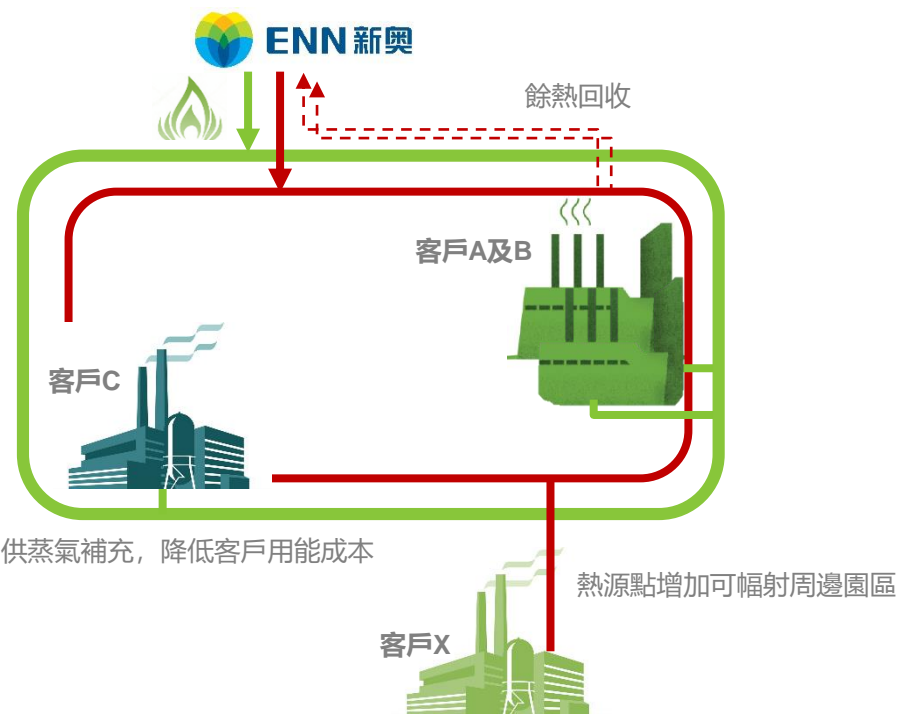 ENN新奥
餘熱回收
客戶A及B
客戶C
供蒸氣補充，降低客戶用能成本
熱源點增加可幅射周邊園區
客戶X